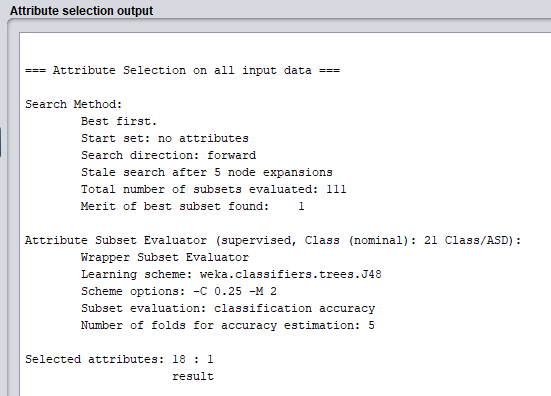 Attribute selection output
=== Attribute Selection on all input data ===
Search Method:
Best first.
Start set: no attributes
Search direction: forward
Stale search after 5 node expansions
Total number of subsets evaluated: 111
Merit of best subset found:    1
Attribute Subset Evaluator (supervised, Class (nominal): 21 Class/ASD):
Wrapper Subset Evaluator
Learning scheme: weka.classifiers.trees.J48
Scheme options: -C 0.25 -M 2
Subset evaluation: classification accuracy
Number of folds for accuracy estimation: 5
Selected attributes: 18 : 1
result